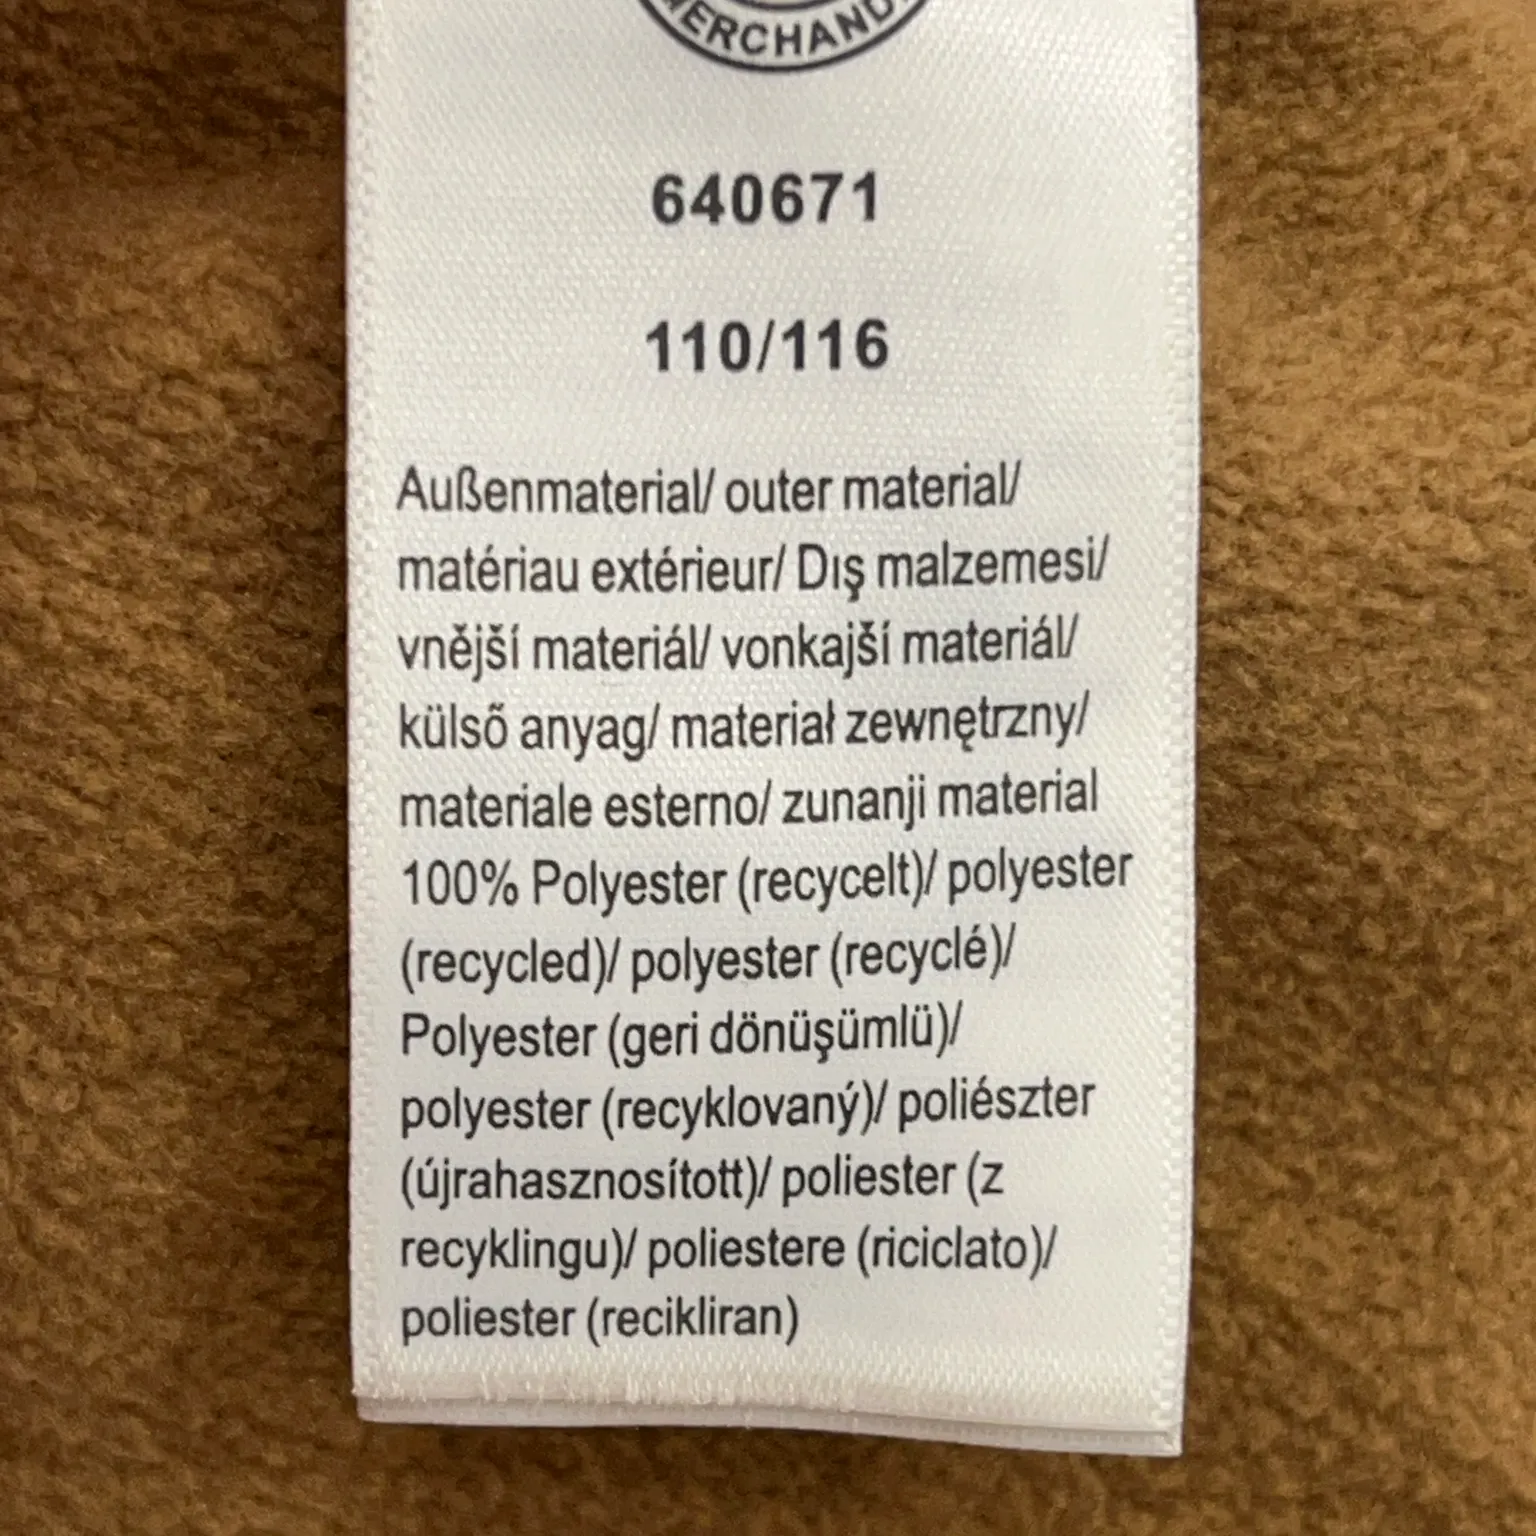 MERCHAND
640671
110/116
Außenmaterial/ outer material/
matériau extérieur/ Dış malzemesi/
vnější materiál/ vonkajší materiál/
külső anyag/ materiał zewnętrzny/
materiale esterno/ zunanji material
100% Polyester (recycelt)/ polyester
(recycled)/ polyester (recyclé)/
Polyester (geri dönüşümlü)/
polyester (recyklovaný)/ poliészter
(újrahasznosított)/ poliester (z
recyklingu)/ poliestere (riciclato)/
poliester (recikliran)